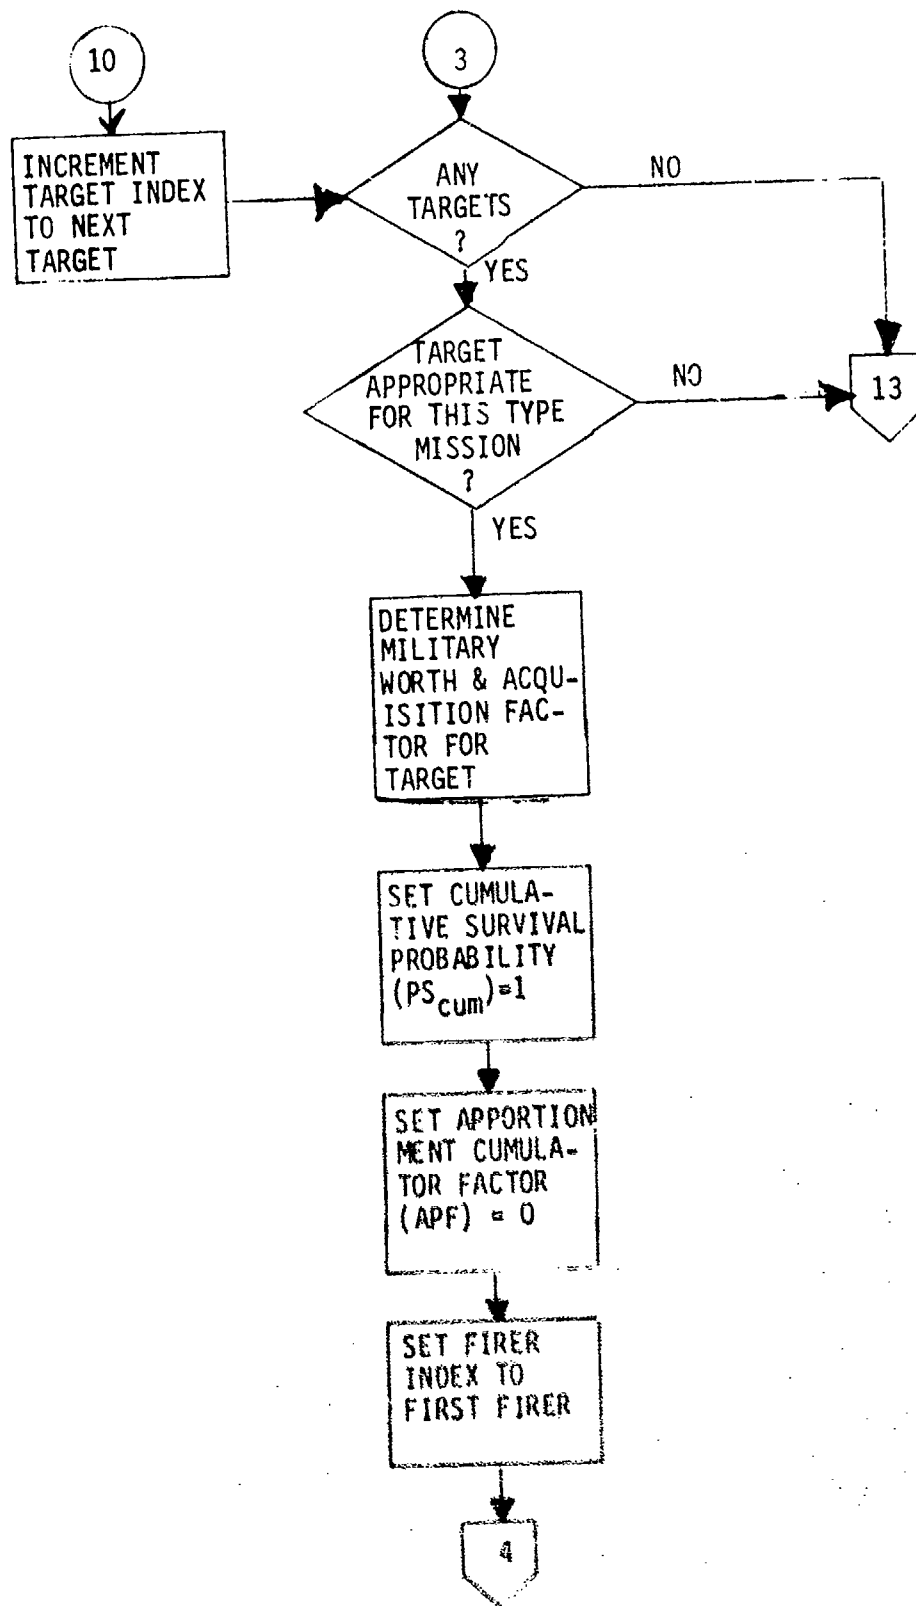 10
3
INCREMENT
TARGET INDEX
TO NEXT
TARGET
ANY
TARGETS
?
NO
YES
TARGET
APPROPRIATE
FOR THIS TYPE
MISSION
?
NO
13
YES
DETERMINE
MILITARY
WORTH & ACQU-
ISITION FAC-
TOR FOR
TARGET
SET CUMULA-
TIVE SURVIVAL
PROBABILITY
(PScum)=1
SET APPORTION
MENT CUMULA-
TOR FACTOR
(APF) = 0
SET FIRER
INDEX TO
FIRST FIRER
4